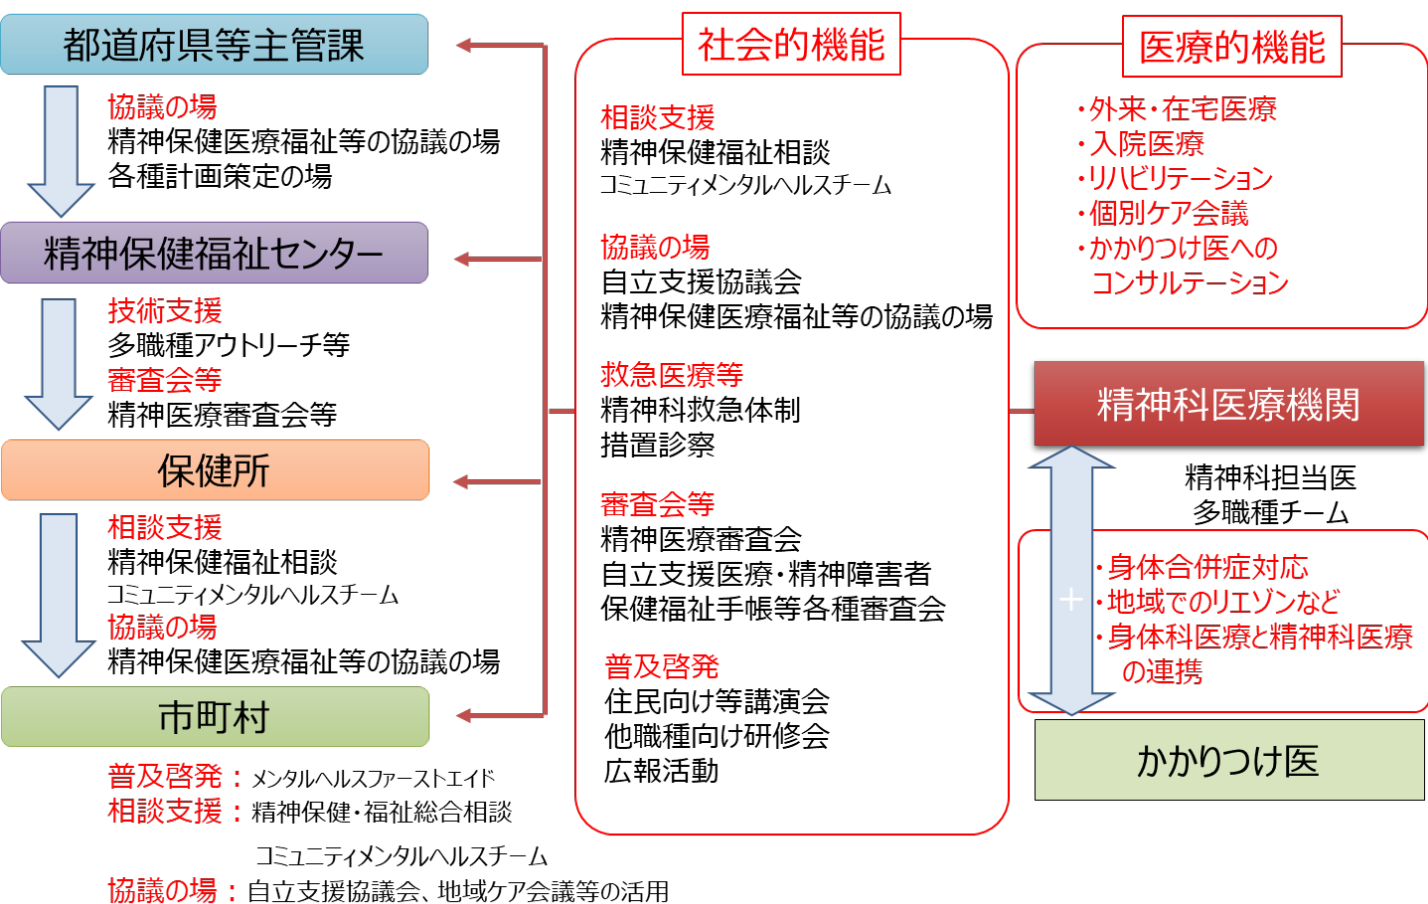 都道府県等主管課
協議の場
精神保健医療福祉等の協議の場
各種計画策定の場
精神保健福祉センター
技術支援
多職種アウトリーチ等
審査会等
精神医療審査会等
保健所
相談支援
精神保健福祉相談
コミュニティメンタルヘルスチーム
協議の場
精神保健医療福祉等の協議の場
市町村
普及啓発：メンタルヘルスファーストエイド
相談支援：精神保健・福祉総合相談
コミュニティメンタルヘルスチーム
協議の場：自立支援協議会、地域ケア会議等の活用
社会的機能
相談支援
精神保健福祉相談
コミュニティメンタルヘルスチーム
協議の場
自立支援協議会
精神保健医療福祉等の協議の場
救急医療等
精神科救急体制
措置診察
審査会等
精神医療審査会
自立支援医療・精神障害者
保健福祉手帳等各種審査会
普及啓発
住民向け等講演会
他職種向け研修会
広報活動
医療的機能
・外来・在宅医療
・入院医療
・リハビリテーション
・個別ケア会議
・かかりつけ医への
コンサルテーション
精神科医療機関
精神科担当医
多職種チーム
＋
・身体合併症対応
・地域でのリエゾンなど
・身体科医療と精神科医療
の連携
かかりつけ医